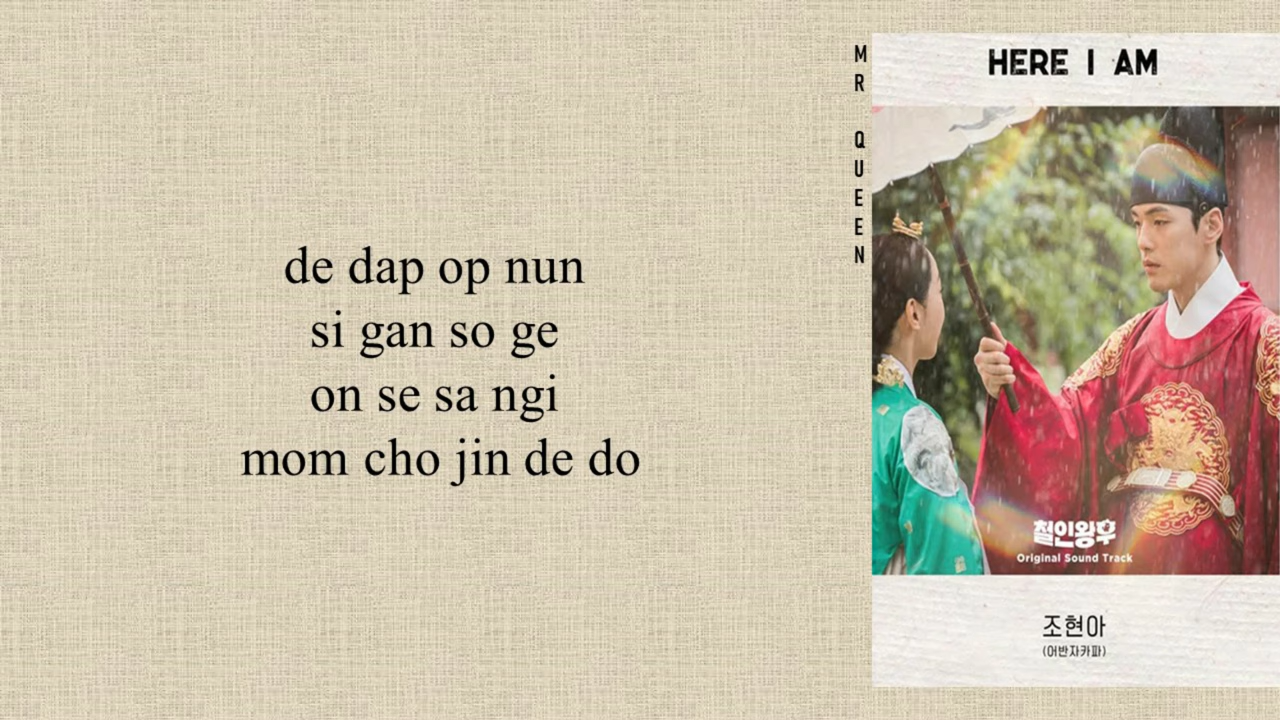 de dap op nun
si gan so ge
on se sa ngi
mom cho jin de do
MR QUEEN
HERE I AM
철인왕후
Original Sound Track
조현아
(어반자카파)